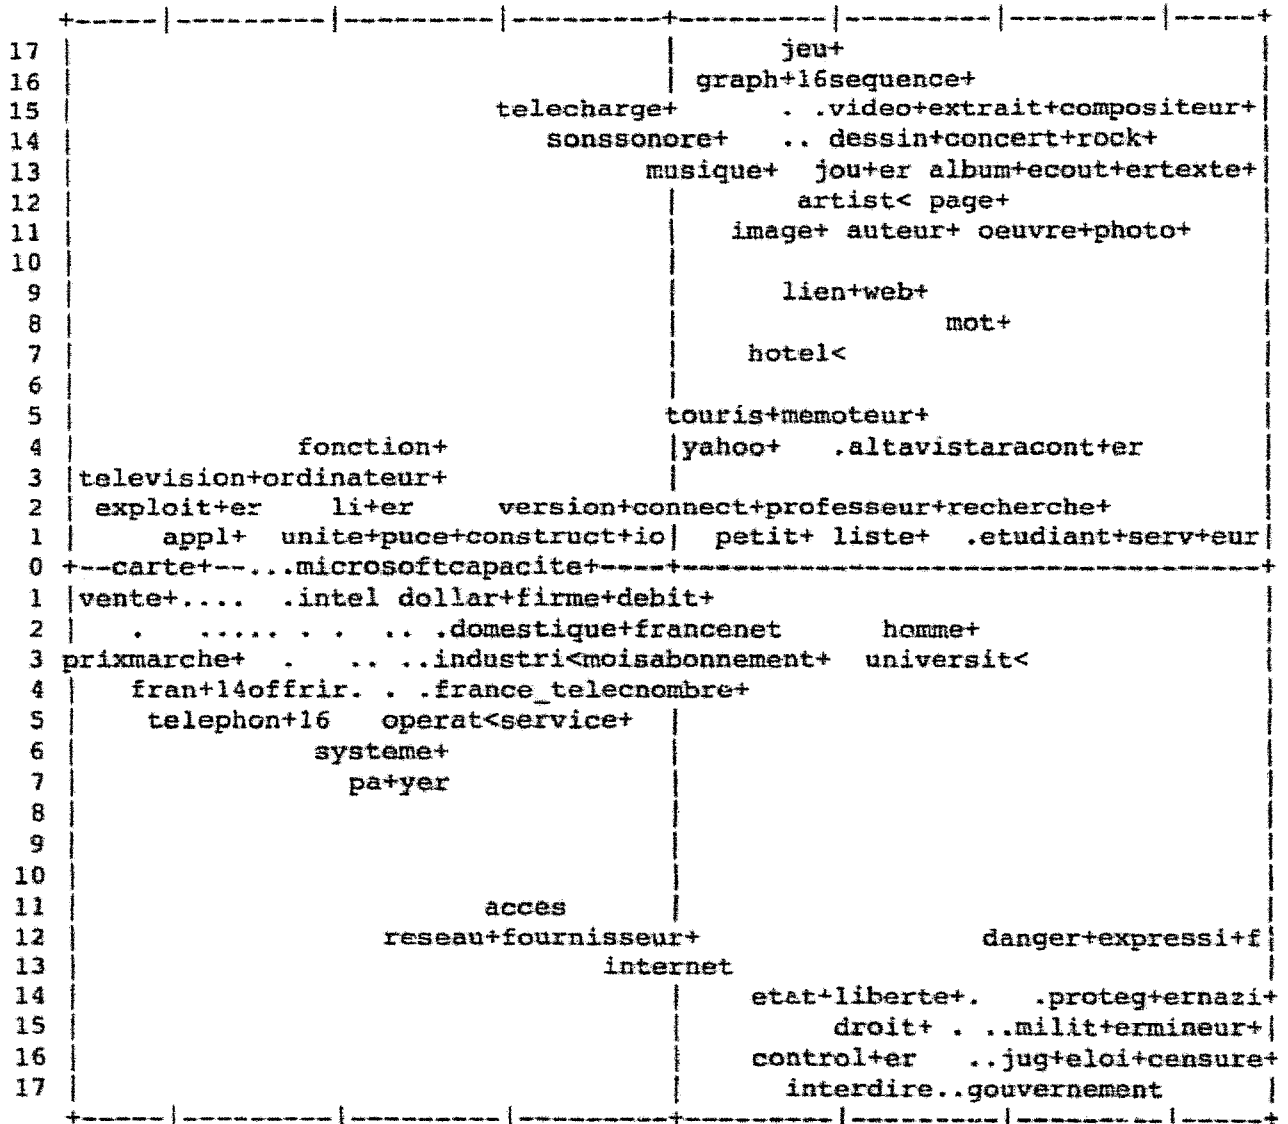 +-----|---------|---------|---------+---------|---------|---------|-----+
17 | | jeu+ |
16 | | graph+16sequence+ |
15 | telecharge+ . .video+extrait+compositeur+|
14 | sonssonore+ .. dessin+concert+rock+ |
13 | musique+ jou+er album+ecout+ertexte+|
12 | | artist< page+ |
11 | | image+ auteur+ oeuvre+photo+ |
10 | | |
9 | | lien+web+ |
8 | | mot+ |
7 | | hotel< |
6 | | |
5 | touris+memoteur+ |
4 | fonction+ |yahoo+ .altavistaracont+er |
3 |television+ordinateur+ | |
2 | exploit+er li+er version+connect+professeur+recherche+ |
1 | appl+ unite+puce+construct+io| petit+ liste+ .etudiant+serv+eur|
0 +--carte+--...microsoftcapacite+----+-----------------------------------+
1 |vente+.... .intel dollar+firme+debit+ |
2 | . ..... . . .. .domestique+francenet homme+ |
3 prixmarche+ . .. ..industri<moisabonnement+ universit< |
4 | fran+14offrir. . .france_telecnombre+ |
5 | telephon+16 operat<service+ | |
6 | systeme+ | |
7 | pa+yer | |
8 | | |
9 | | |
10 | | |
11 | acces | |
12 | reseau+fournisseur+ danger+expressi+f|
13 | internet |
14 | | etat+liberte+. .proteg+ernazi+
15 | | droit+ . ..milit+ermineur+|
16 | | control+er ..jug+eloi+censure+
17 | | interdire..gouvernement |
+-----|---------|---------|---------+---------|---------|---------|-----+